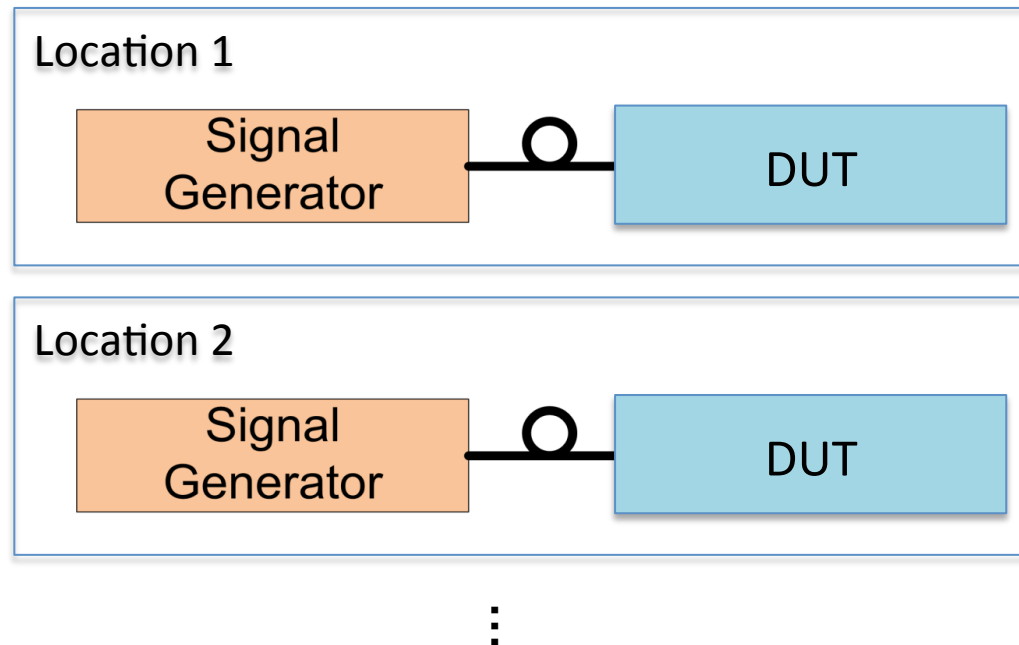 Location 1
Signal
Generator
DUT
Location 2
Signal
Generator
DUT
⋮